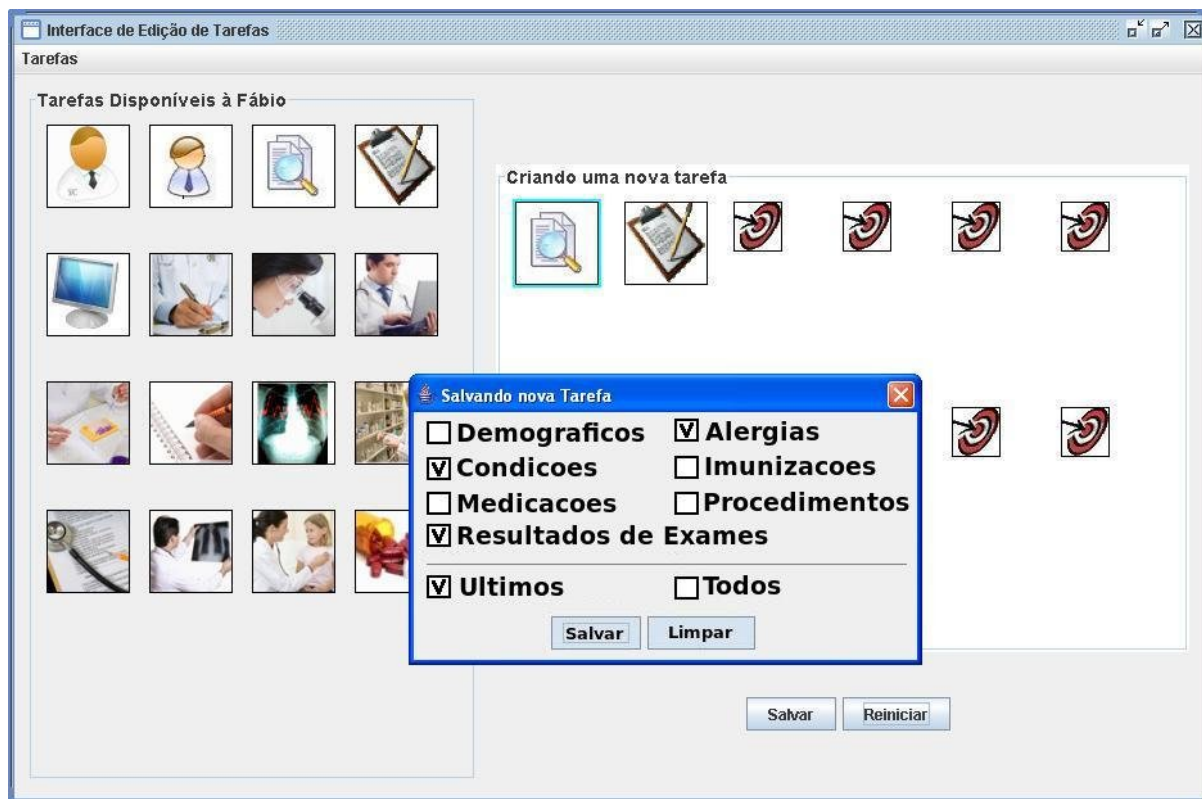 Interface de Edição de Tarefas
Tarefas
Tarefas Disponíveis à Fábio
Criando uma nova tarefa
Salvando nova Tarefa
Demograficos Alergias
Condicoes Imunizacoes
Medicacoes Procedimentos
Resultados de Exames
Ultimos Todos
Salvar Limpar
Salvar Reiniciar